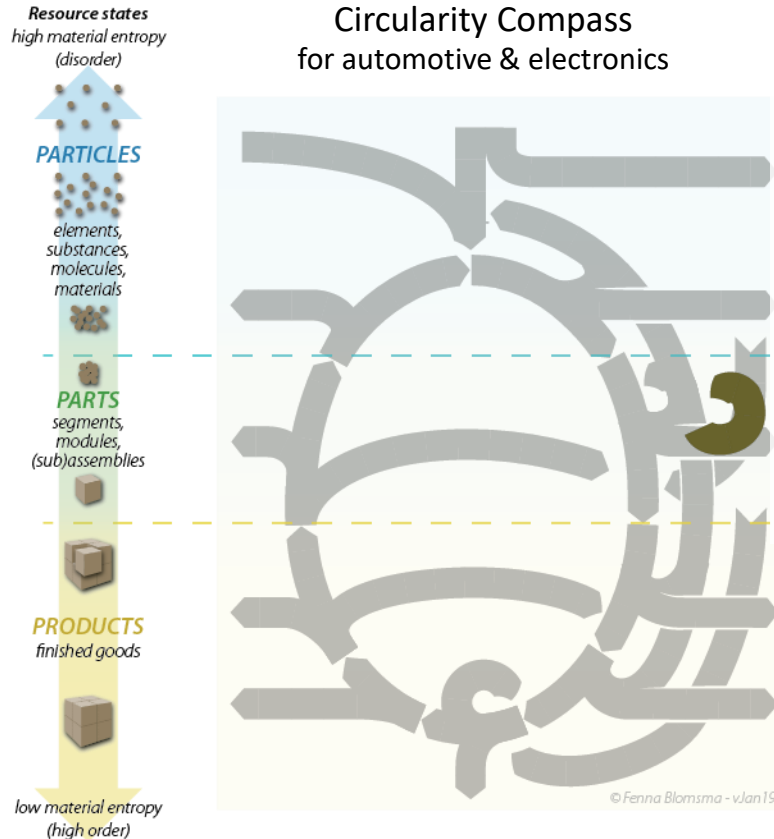 Resource states
high material entropy
(disorder)
Circularity Compass
for automotive & electronics
PARTICLES
elements,
substances,
molecules,
materials
PARTS
segments,
modules,
(sub)assemblies
PRODUCTS
finished goods
low material entropy
(high order)
© Fenna Blomsma - vJan19